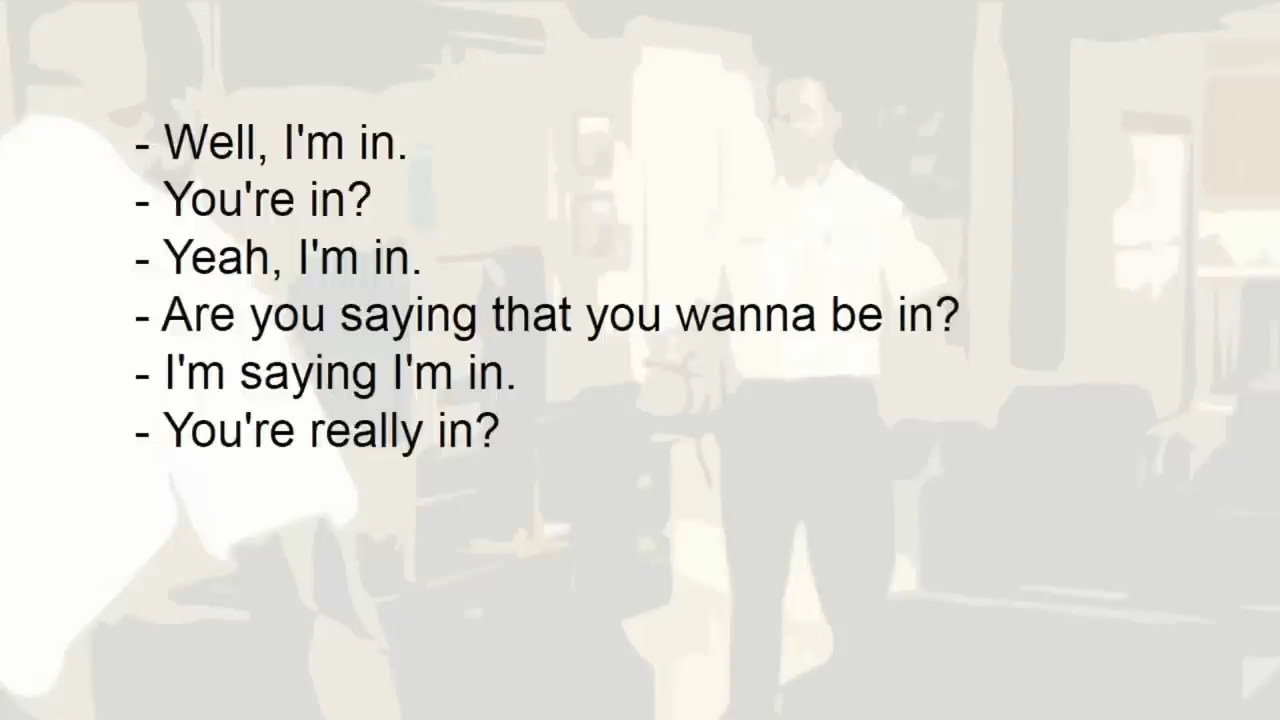 - Well, I'm in.
- You're in?
- Yeah, I'm in.
- Are you saying that you wanna be in?
- I'm saying I'm in.
- You're really in?